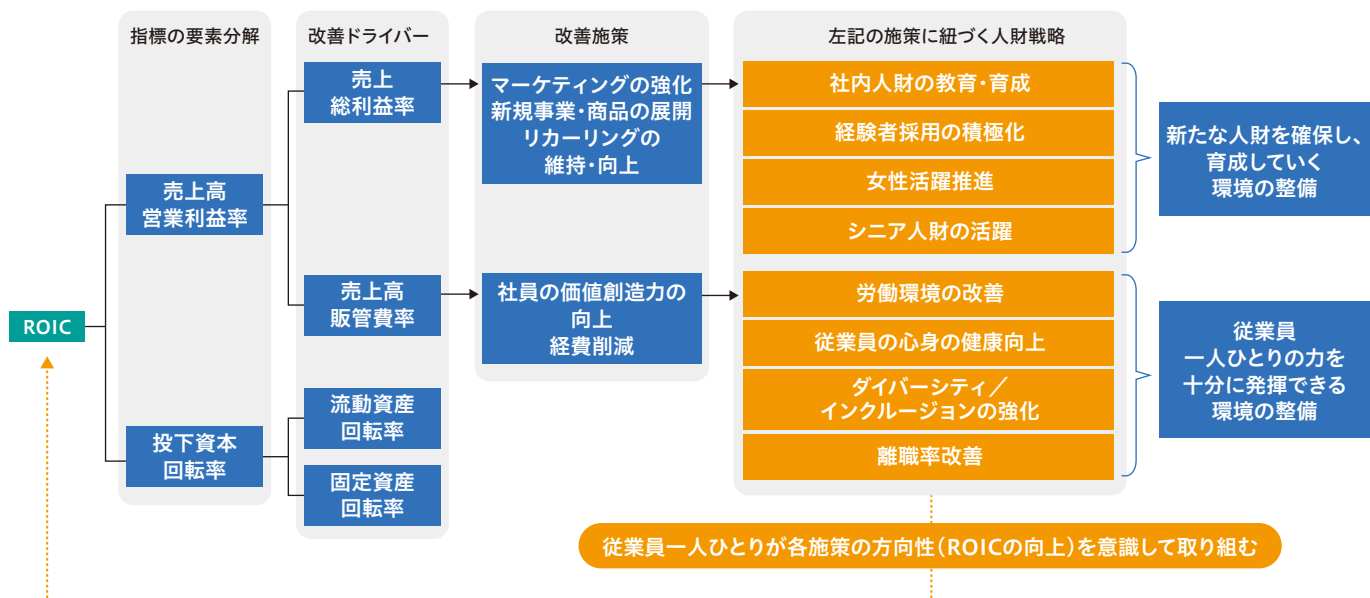 指標の要素分解
改善ドライバー
改善施策
左記の施策に紐づく人財戦略
ROIC
売上高
営業利益率
投下資本
回転率
売上
総利益率
売上高
販管費率
流動資産
回転率
固定資産
回転率
マーケティングの強化
新規事業・商品の展開
リカーリングの
維持・向上
社員の価値創造力の
向上
経費削減
社内人財の教育・育成
経験者採用の積極化
女性活躍推進
シニア人財の活躍
労働環境の改善
従業員の心身の健康向上
ダイバーシティ／
インクルージョンの強化
離職率改善
新たな人財を確保し、
育成していく
環境の整備
従業員
一人ひとりの力を
十分に発揮できる
環境の整備
従業員一人ひとりが各施策の方向性（ROICの向上）を意識して取り組む